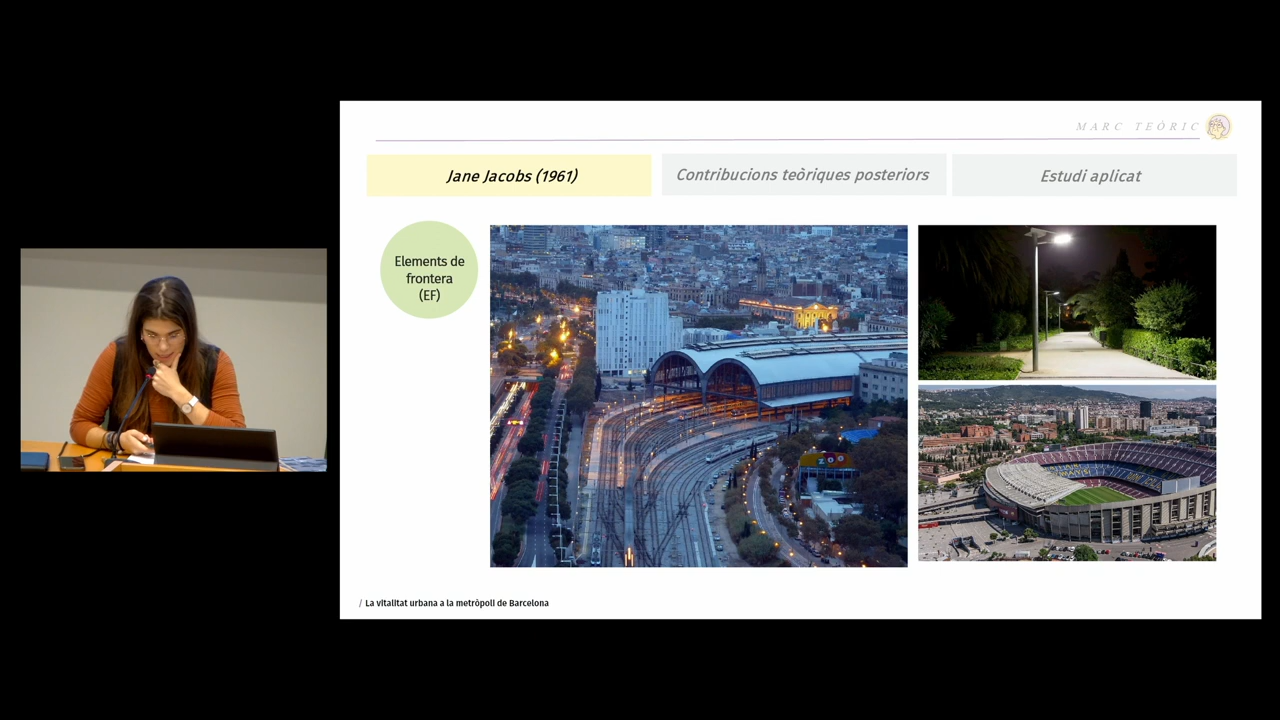 MARC TEÒRIC
Jane Jacobs (1961)
Contribucions teòriques posteriors
Estudi aplicat
Elements de
frontera
(EF)
ZOO
/ La vitalitat urbana a la metròpoli de Barcelona